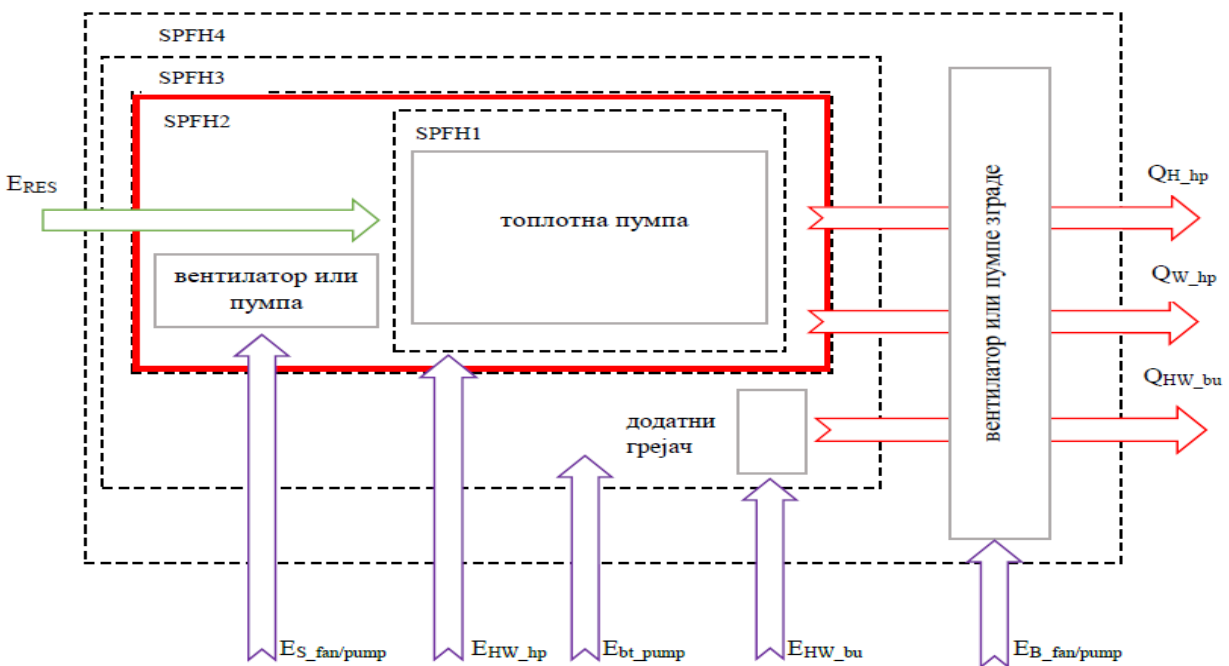 SPFH4
SPFH3
SPFH2
SPFH1
E_RES
топлотна пумпа
вентилатор или
пумпа
додатни
грејач
вентилатор или пумпе зграде
Q_H_hp
Q_W_hp
Q_HW_bu
E_S_fan/pump
E_HW_hp
E_bt_pump
E_HW_bu
E_B_fan/pump